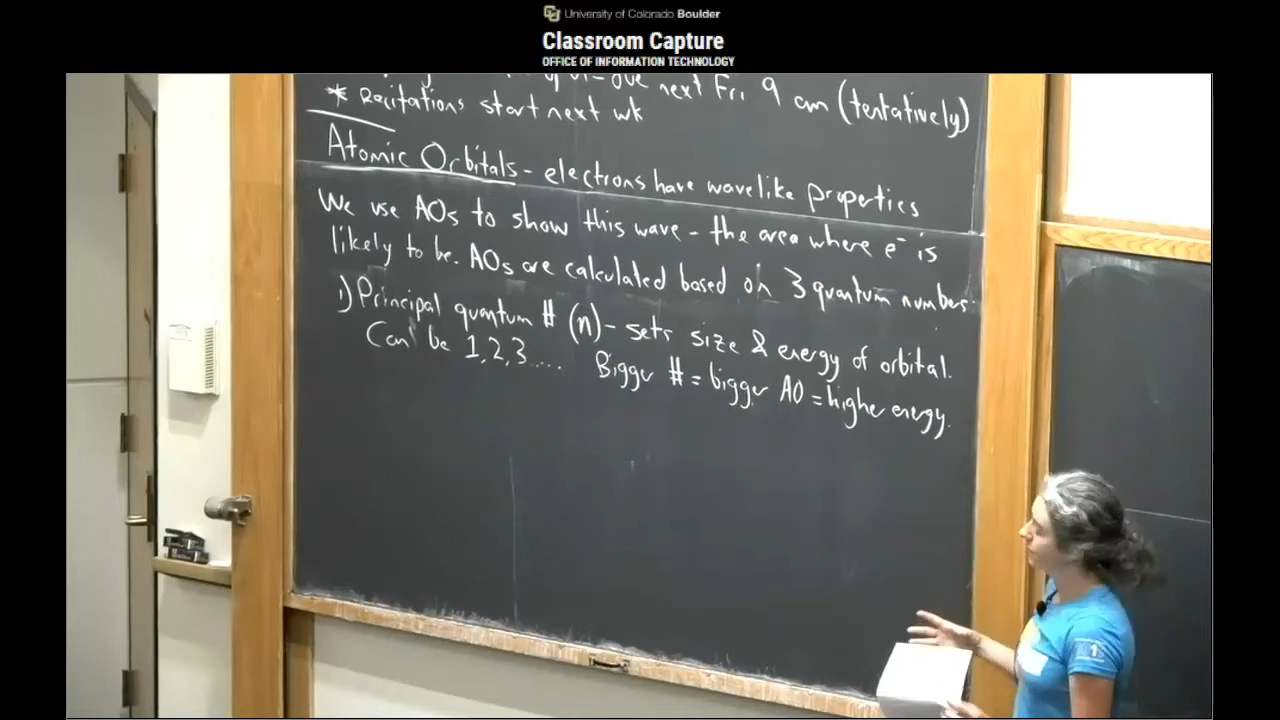 University of Colorado Boulder
Classroom Capture
OFFICE OF INFORMATION TECHNOLOGY
next Fri 9 am (tentatively)
* Recitations start next wk
Atomic Orbitals - electrons have wavelike properties
We use AOs to show this wave - the area where e⁻ is
likely to be. AOs are calculated based on 3 quantum numbers.
1) Principal quantum # (n) - sets size & energy of orbital.
Can be 1, 2, 3.... Bigger # = bigger AO = higher energy.